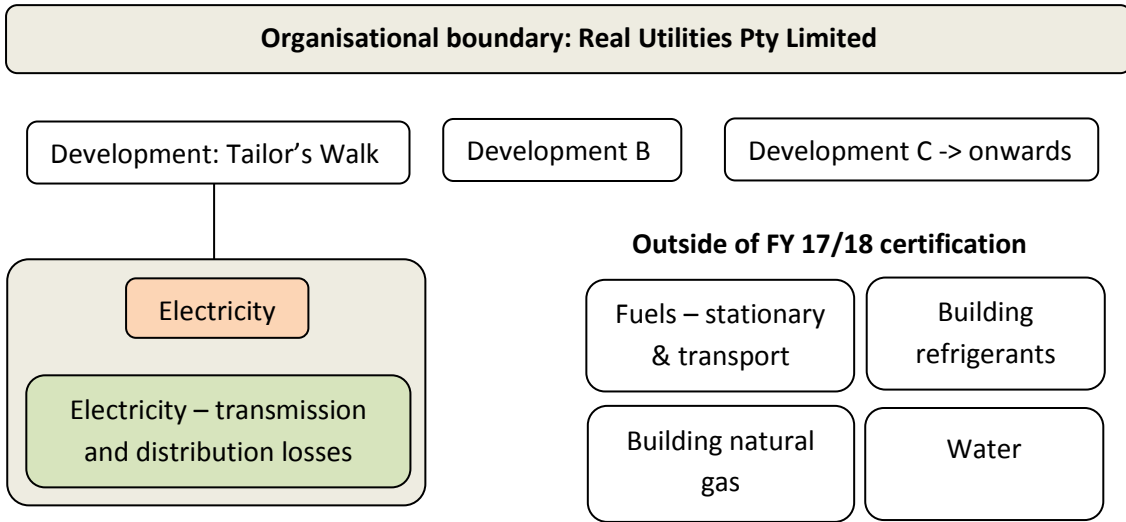 Organisational boundary: Real Utilities Pty Limited
Development: Tailor's Walk
Development B
Development C -> onwards
Outside of FY 17/18 certification
Electricity
Electricity – transmission
and distribution losses
Fuels – stationary
& transport
Building
refrigerants
Building natural
gas
Water